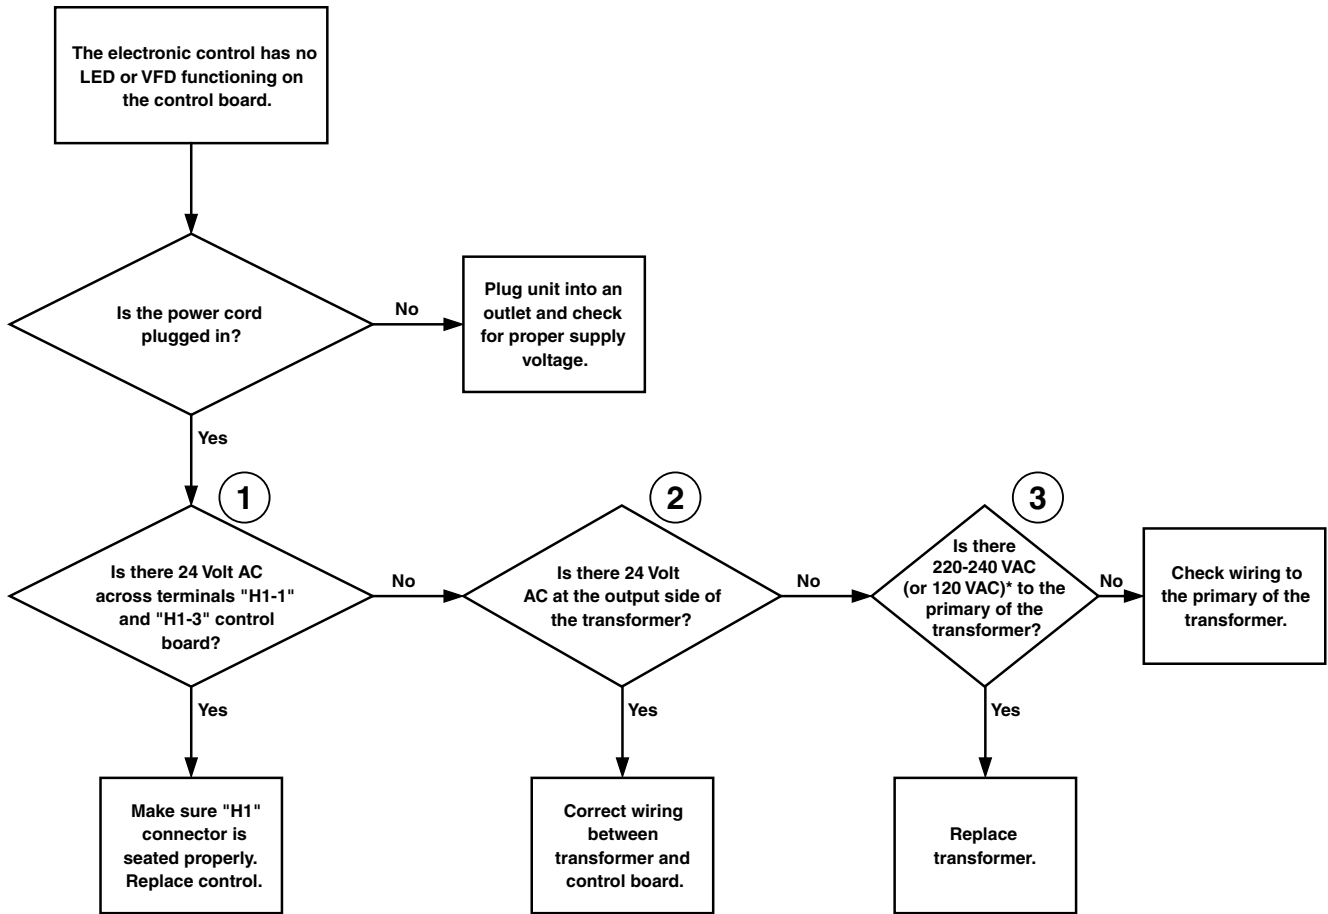 The electronic control has no
LED or VFD functioning on
the control board.
Is the power cord
plugged in?
No
Plug unit into an
outlet and check
for proper supply
voltage.
Yes
1
Is there 24 Volt AC
across terminals "H1-1"
and "H1-3" control
board?
No
2
Is there 24 Volt
AC at the output side of
the transformer?
No
3
Is there
220-240 VAC
(or 120 VAC)* to the
primary of the
transformer?
No
Check wiring to
the primary of the
transformer.
Yes
Make sure "H1"
connector is
seated properly.
Replace control.
Yes
Correct wiring
between
transformer and
control board.
Yes
Replace
transformer.